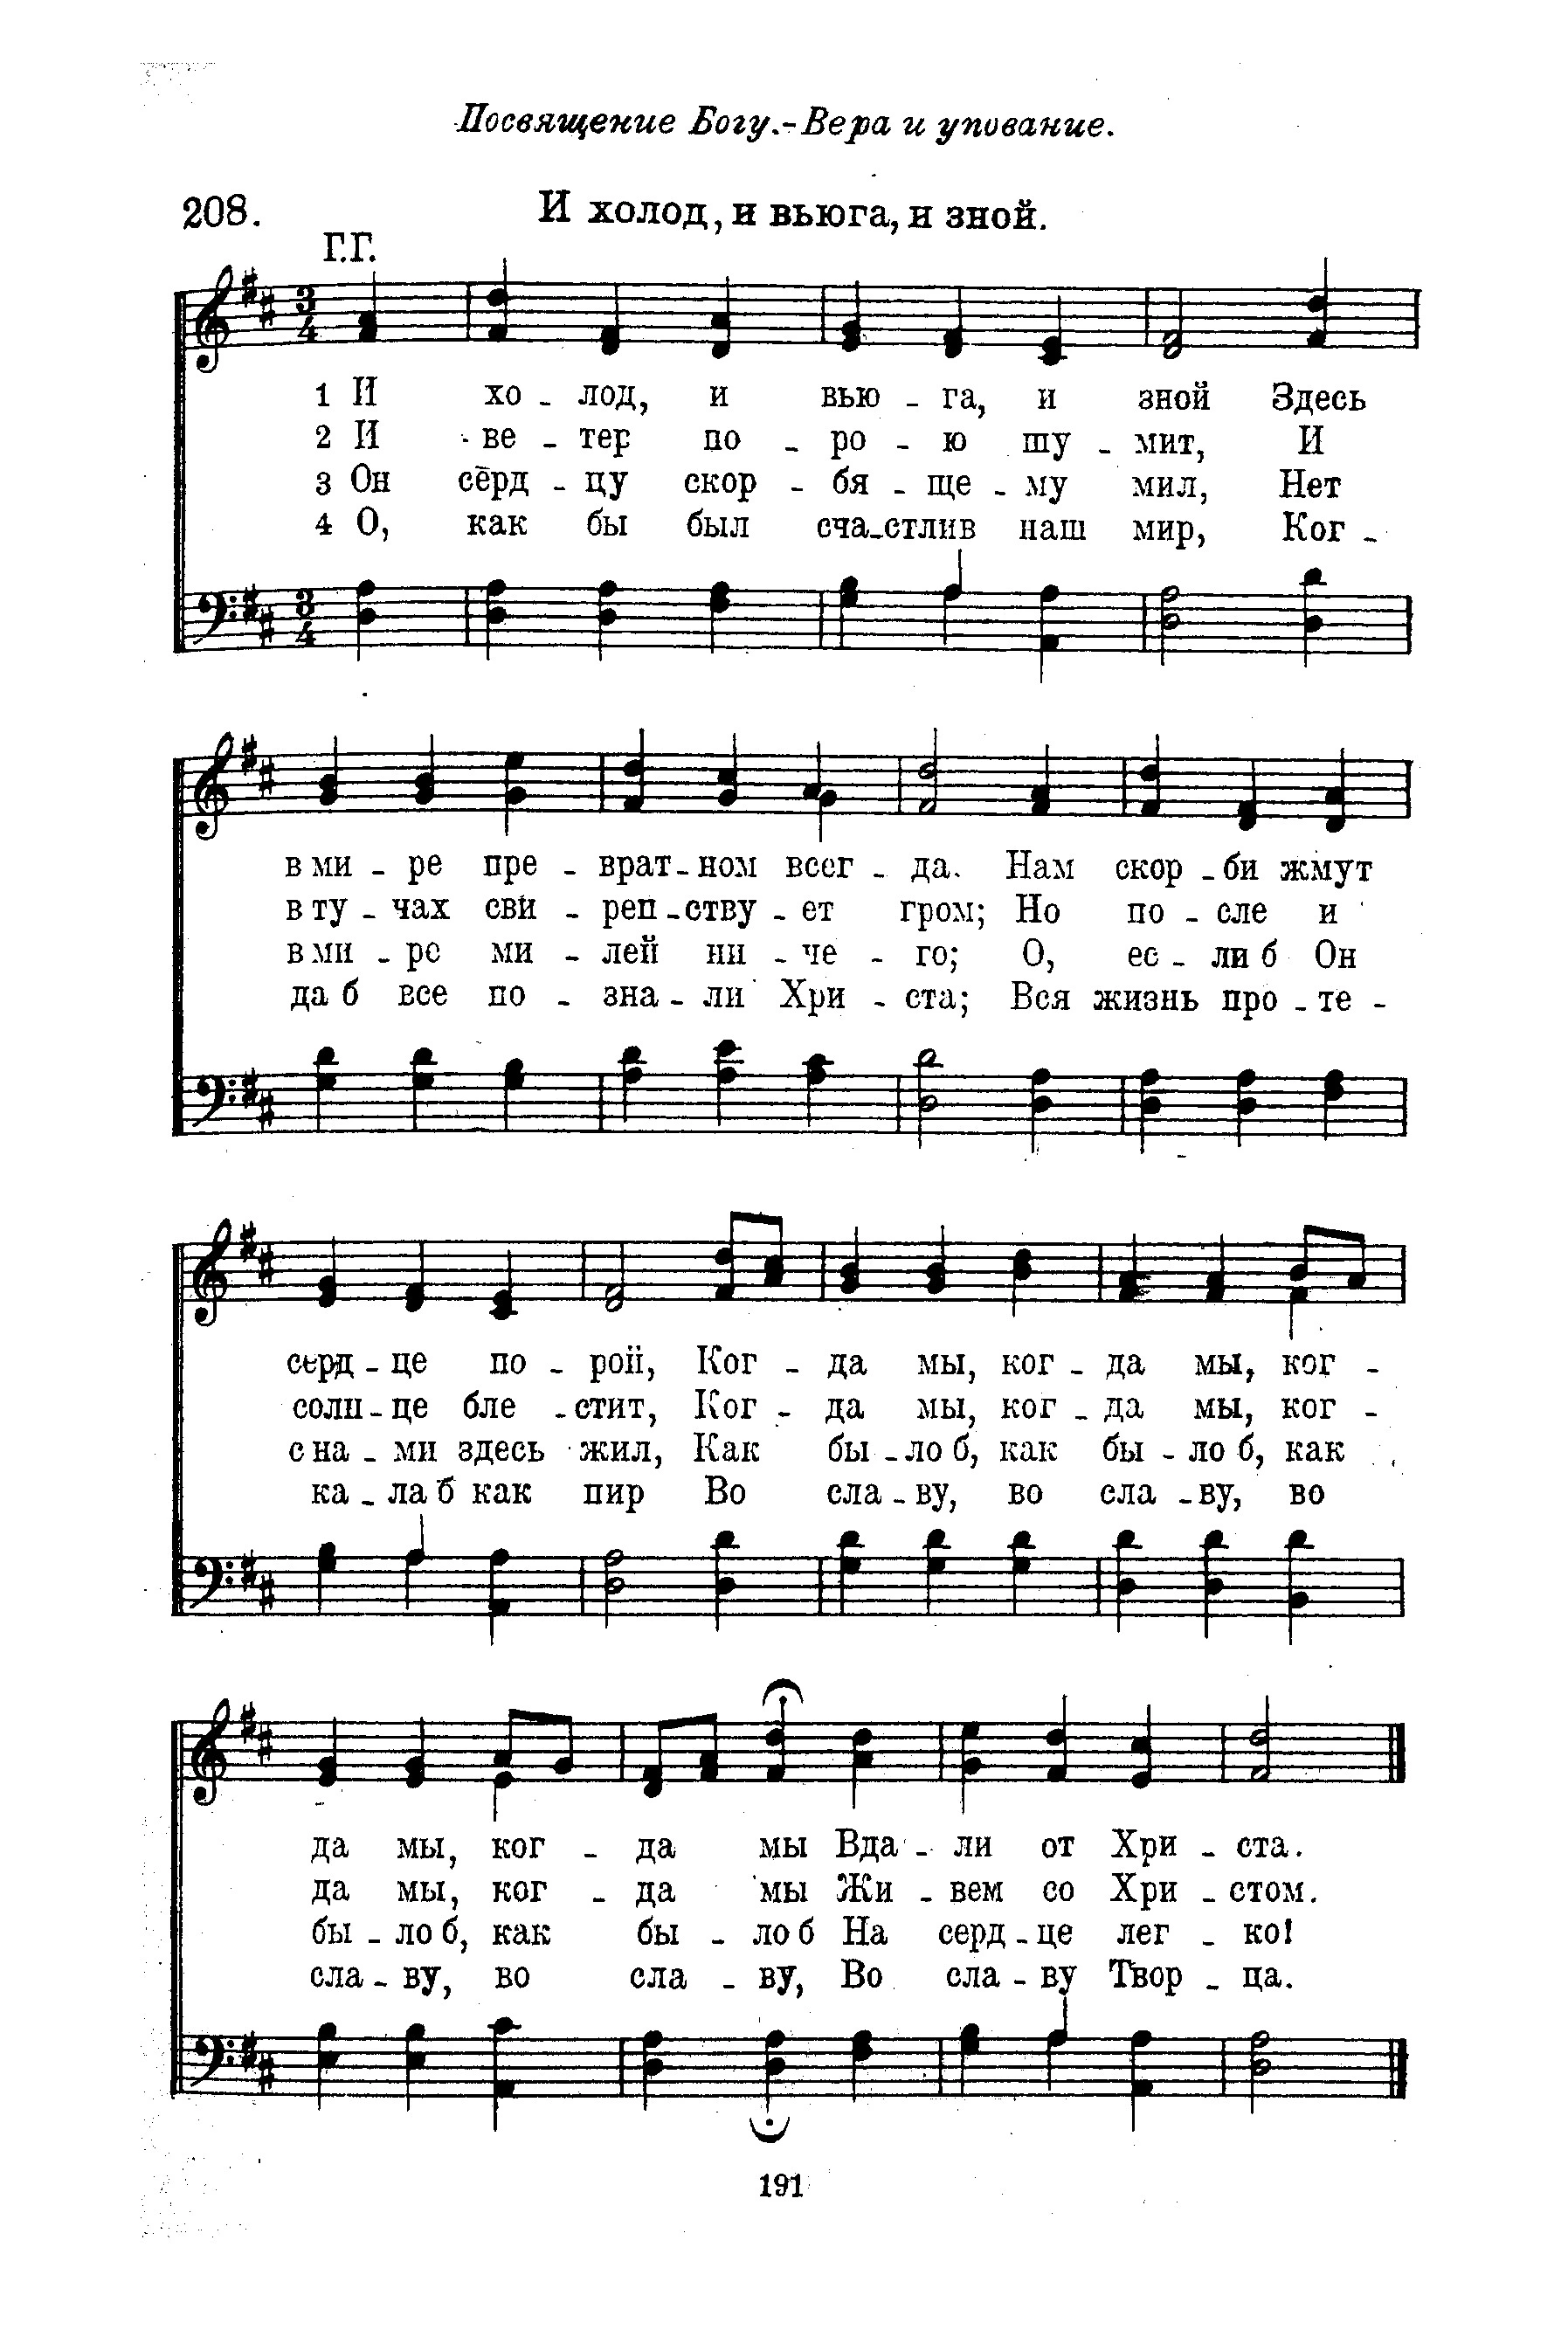 Посвящение Богу.-Вера и упование.
208.
И холод, и вьюга, и зной.
Г.Г.
3/4
1 И хо - лод, и вью - га, и зной Здесь
2 И ве - тер по - ро - ю шу - мит, И
3 Он сёрд - цу скор - бя - ще - му мил, Нет
4 О, как бы был сча-стлив наш мир, Ког -
3/4
в ми - ре пре - врат-ном всег - да. Нам скор - би жмут
в ту - чах сви - реп-ству - ет гром; Но по - сле и
в ми - ре ми - лей ни - че - го; О, ес - ли б Он
да б все по - зна - ли Хри - ста; Вся жизнь про - те -
серд - це по - рой, Ког - да мы, ког - да мы, ког -
солн - це бле - стит, Ког - да мы, ког - да мы, ког -
с на - ми здесь жил, Как бы - ло б, как бы - ло б, как
ка - ла б как пир Во сла - ву, во сла - ву, во
да мы, ког - да мы Вда - ли от Хри - ста.
да мы, ког - да мы Жи - вем со Хри - стом.
бы - ло б, как бы - ло б На серд - це лег - ко!
сла - ву, во сла - ву, Во сла - ву Твор - ца.
191